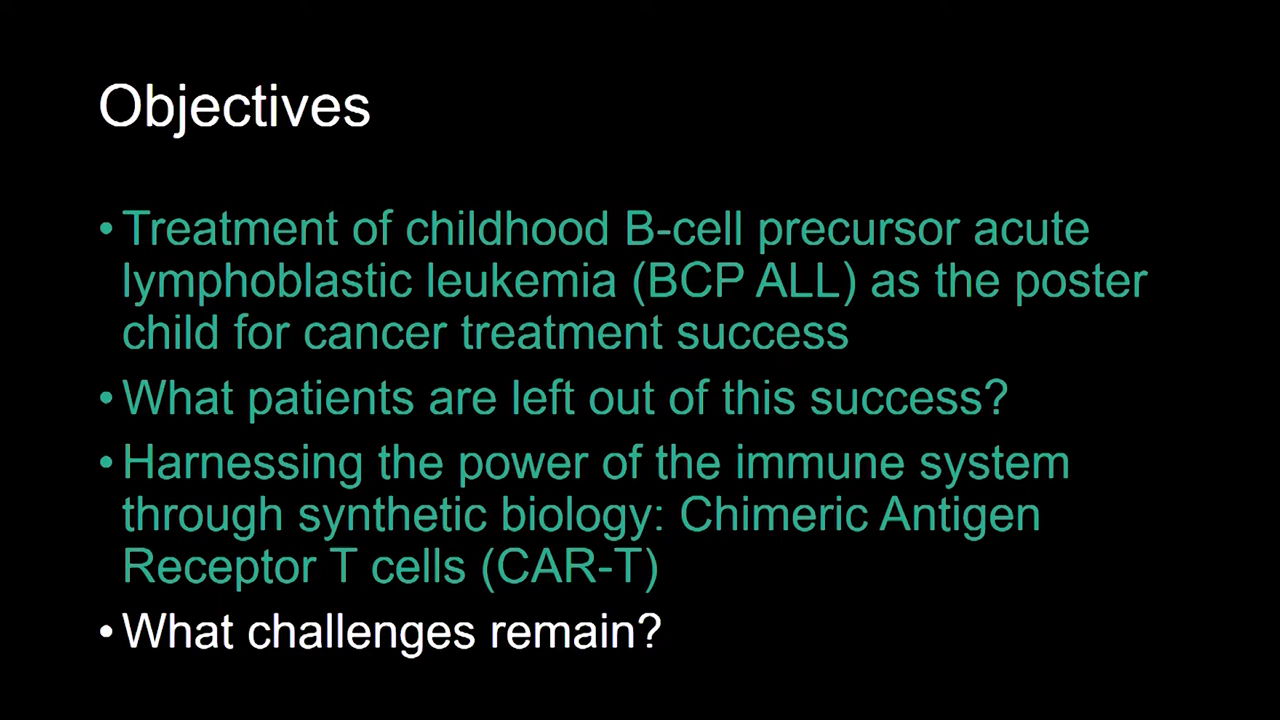 Objectives
• Treatment of childhood B-cell precursor acute
lymphoblastic leukemia (BCP ALL) as the poster
child for cancer treatment success
• What patients are left out of this success?
• Harnessing the power of the immune system
through synthetic biology: Chimeric Antigen
Receptor T cells (CAR-T)
• What challenges remain?